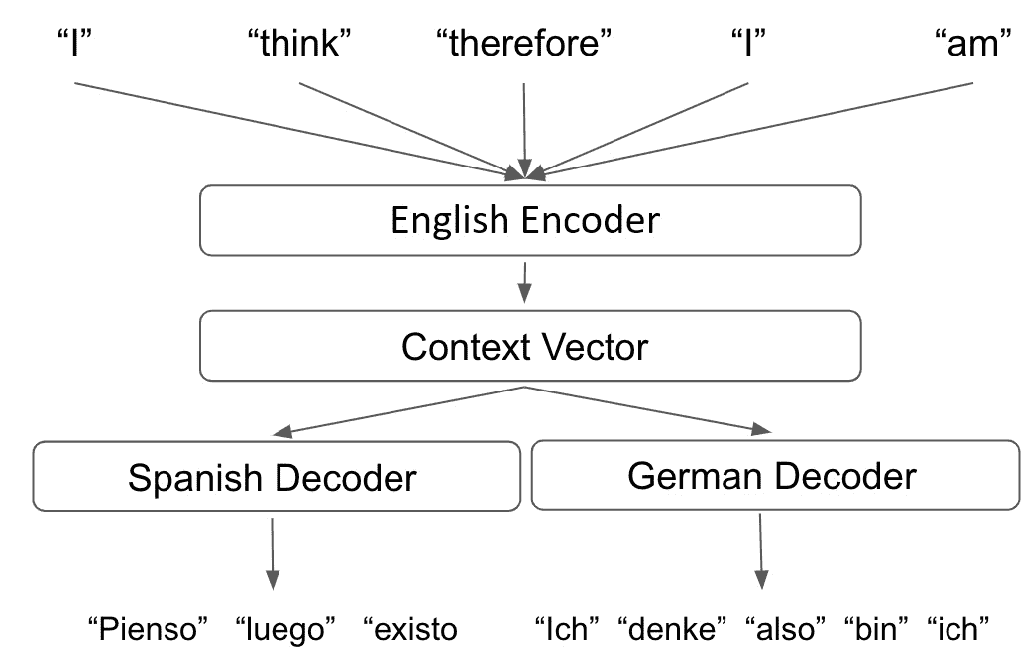 “I” “think” “therefore” “I” “am”
English Encoder
Context Vector
Spanish Decoder German Decoder
“Pienso” “luego” “existo “Ich” “denke” “also” “bin” “ich”